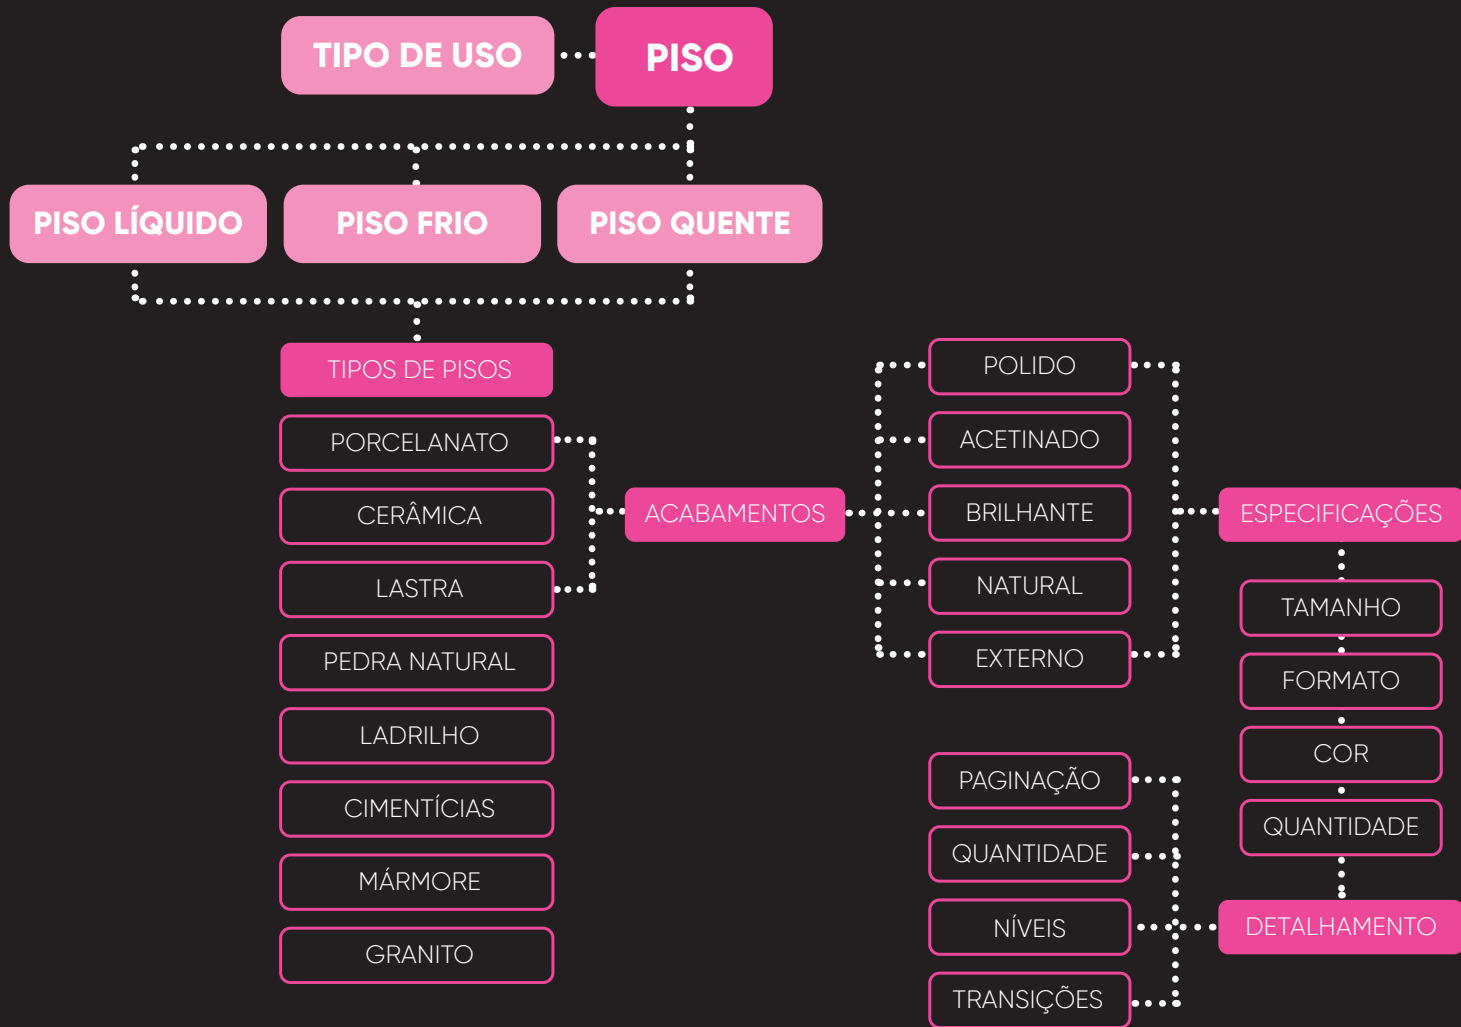 TIPO DE USO
PISO
PISO LÍQUIDO
PISO FRIO
PISO QUENTE
TIPOS DE PISOS
PORCELANATO
CERÂMICA
LASTRA
PEDRA NATURAL
LADRILHO
CIMENTÍCIAS
MÁRMORE
GRANITO
ACABAMENTOS
POLIDO
ACETINADO
BRILHANTE
NATURAL
EXTERNO
ESPECIFICAÇÕES
TAMANHO
FORMATO
COR
QUANTIDADE
DETALHAMENTO
PAGINAÇÃO
QUANTIDADE
NÍVEIS
TRANSIÇÕES